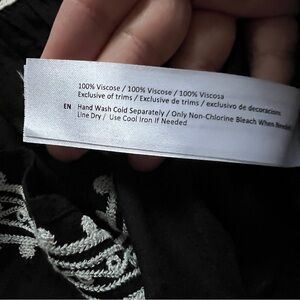 100% Viscose / 100% Viscose / 100% Viscosa
Exclusive of trims / Exclusive de trims / exclusivo de decoracions
EN Hand Wash Cold Separately / Only Non-Chlorine Bleach When Needed
Line Dry / Use Cool Iron If Needed